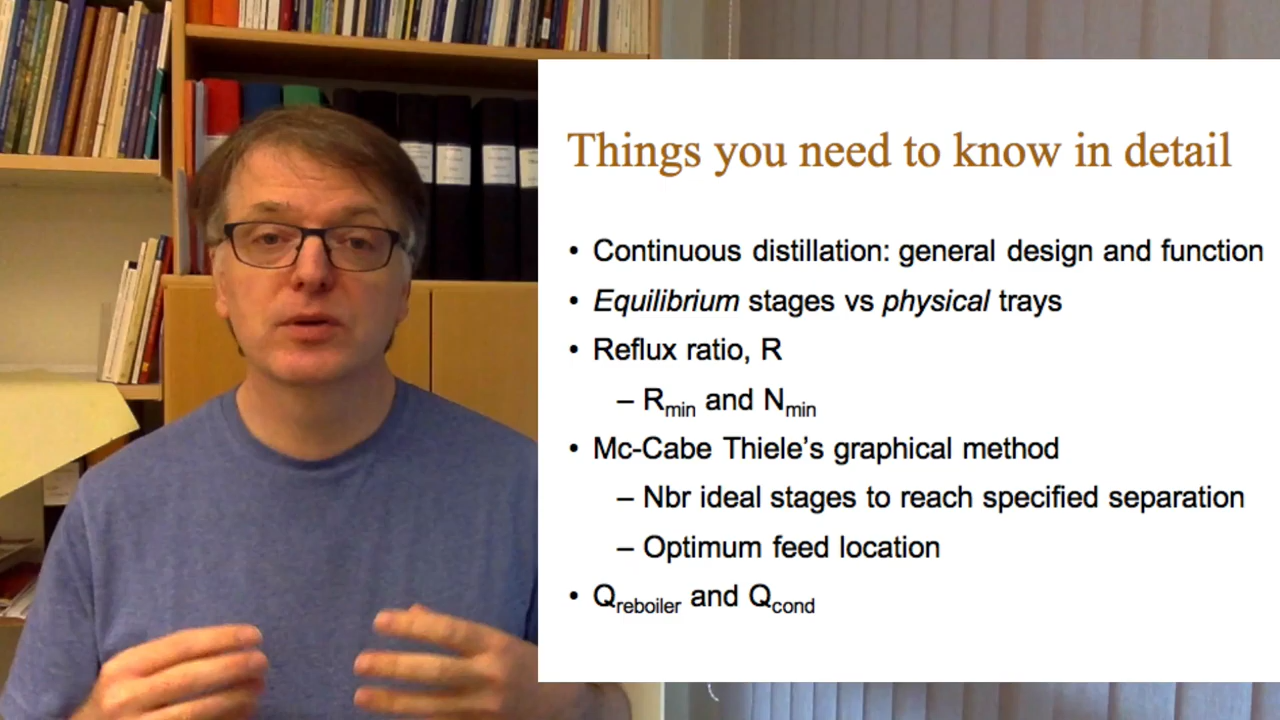 Things you need to know in detail
• Continuous distillation: general design and function
• Equilibrium stages vs physical trays
• Reflux ratio, R
– Rmin and Nmin
• Mc-Cabe Thiele’s graphical method
– Nbr ideal stages to reach specified separation
– Optimum feed location
• Qreboiler and Qcond